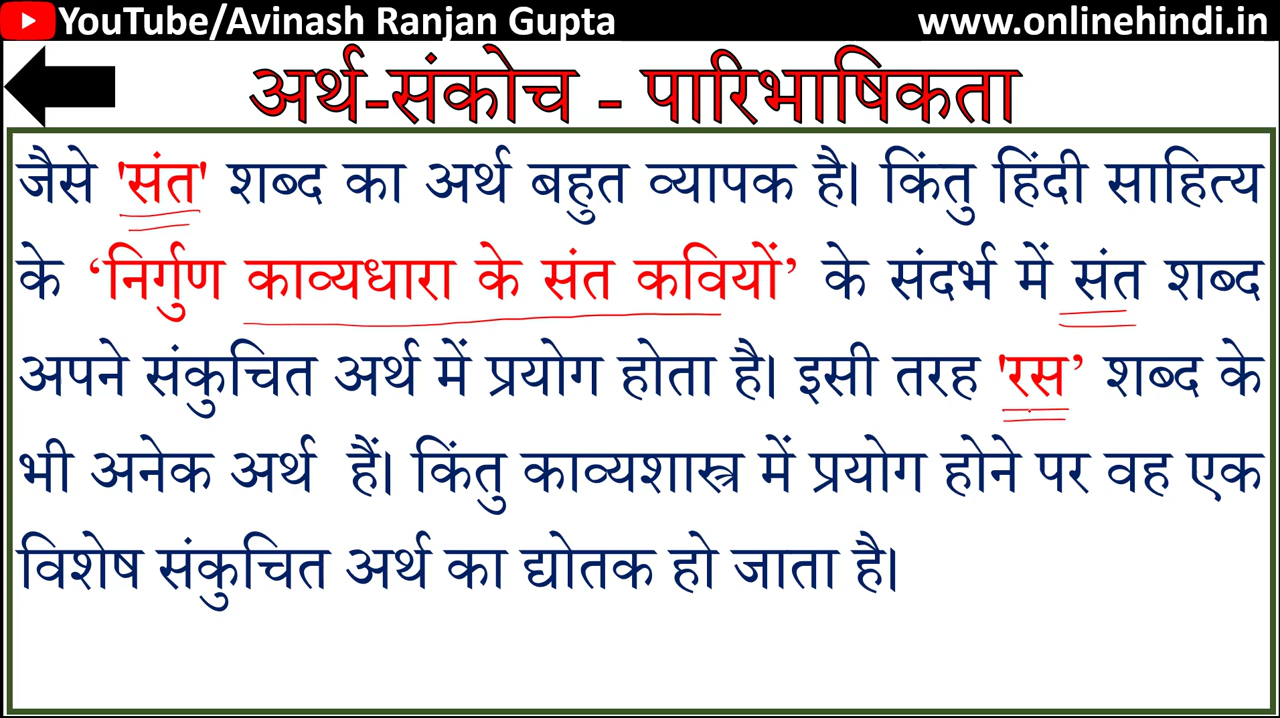 YouTube/Avinash Ranjan Gupta www.onlinehindi.in
अर्थ-संकोच - पारिभाषिकता
जैसे 'संत' शब्द का अर्थ बहुत व्यापक है। किंतु हिंदी साहित्य
के ‘निर्गुण काव्यधारा के संत कवियों’ के संदर्भ में संत शब्द
अपने संकुचित अर्थ में प्रयोग होता है। इसी तरह 'रस’ शब्द के
भी अनेक अर्थ हैं। किंतु काव्यशास्त्र में प्रयोग होने पर वह एक
विशेष संकुचित अर्थ का द्योतक हो जाता है।